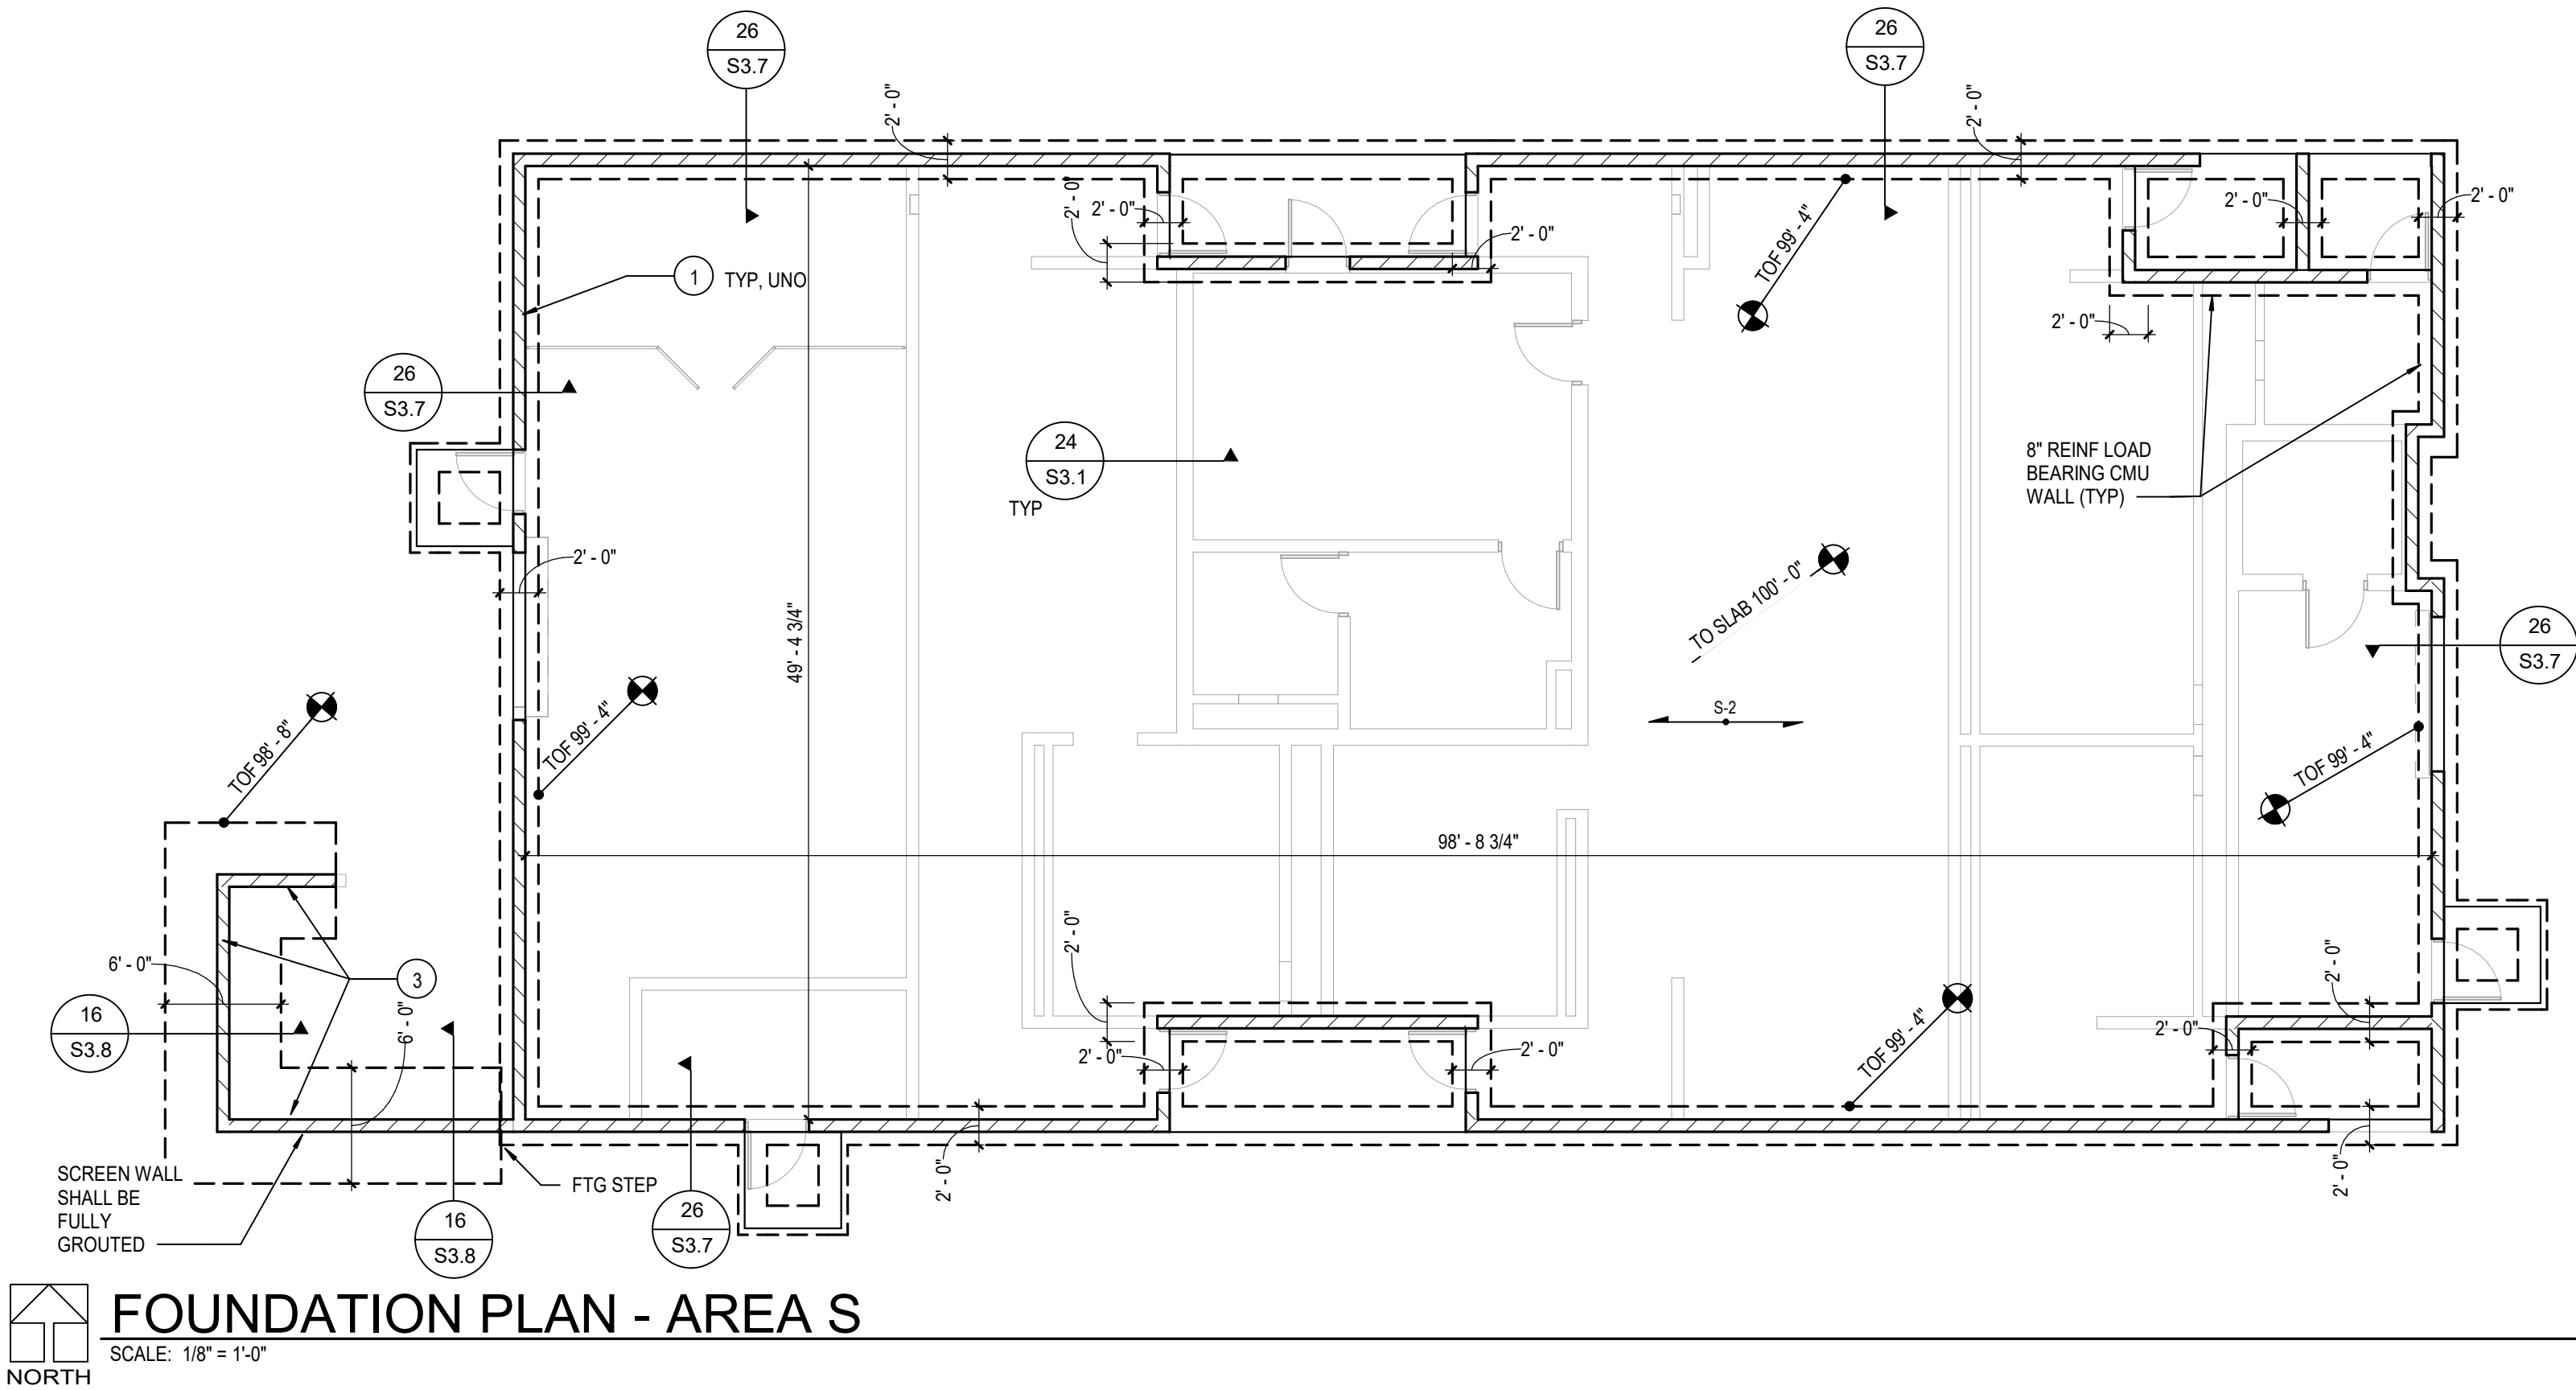 26
S3.7
26
S3.7
2' - 0"
2' - 0"
2' - 0"
2' - 0"
2' - 0"
2' - 0"
2' - 0"
TOF 99' - 4"
1
TYP, UNO
2' - 0"
26
S3.7
24
S3.1
TYP
8" REINF LOAD
BEARING CMU
WALL (TYP)
2' - 0"
49' - 4 3/4"
TO SLAB 100' - 0"
26
S3.7
S-2
TOF 98' - 8"
TOF 99' - 4"
TOF 99' - 4"
98' - 8 3/4"
6' - 0"
3
16
S3.8
6' - 0"
2' - 0"
2' - 0"
2' - 0"
TOF 99' - 4"
2' - 0"
2' - 0"
SCREEN WALL
SHALL BE
FULLY
GROUTED
FTG STEP
2' - 0"
2' - 0"
16
S3.8
26
S3.7
FOUNDATION PLAN - AREA S
SCALE: 1/8" = 1'-0"
NORTH